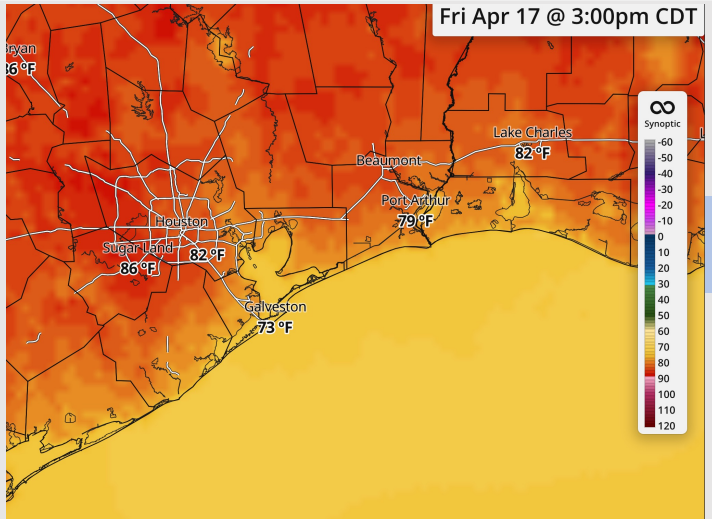 Fri Apr 17 @ 3:00pm CDT
Bryan
86 °F
Synoptic
Lake Charles
82 °F
Beaumont
Port Arthur
79 °F
Houston
82 °F
Sugar Land
86 °F
Galveston
73 °F
-60
-50
-40
-30
-20
-10
0
10
20
30
40
50
60
70
80
90
100
110
120